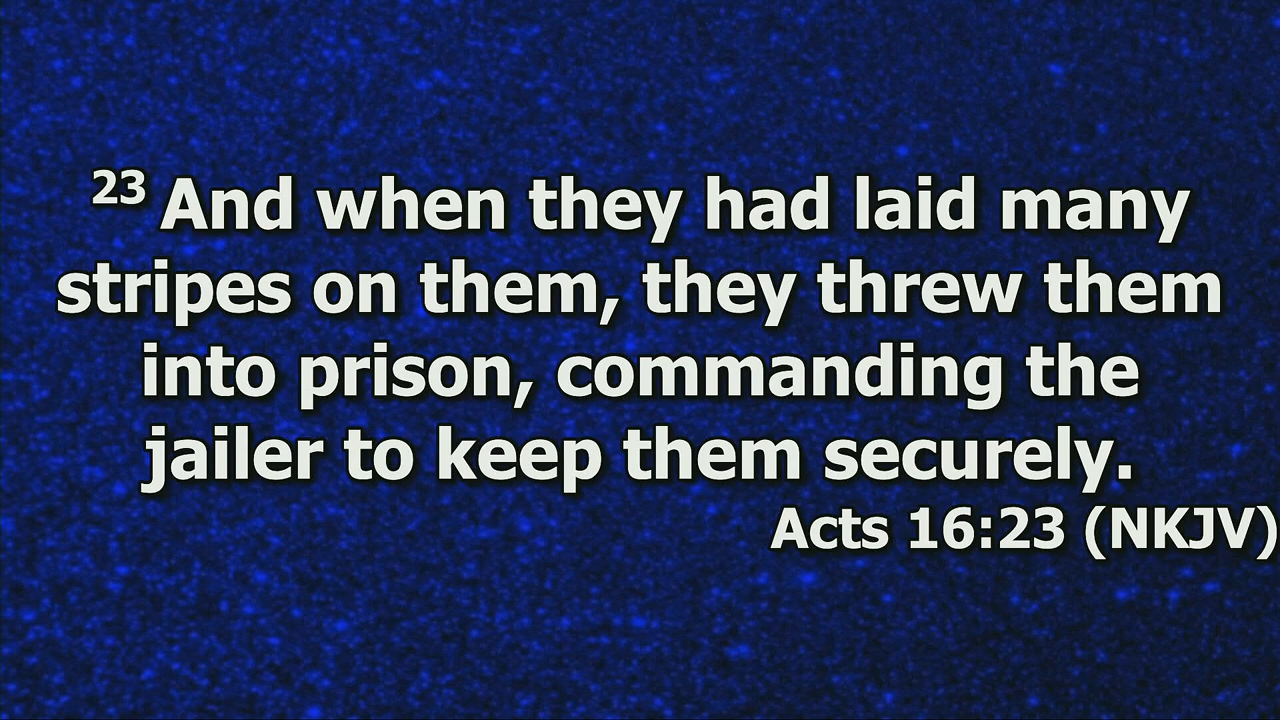 23 And when they had laid many
stripes on them, they threw them
into prison, commanding the
jailer to keep them securely.
Acts 16:23 (NKJV)